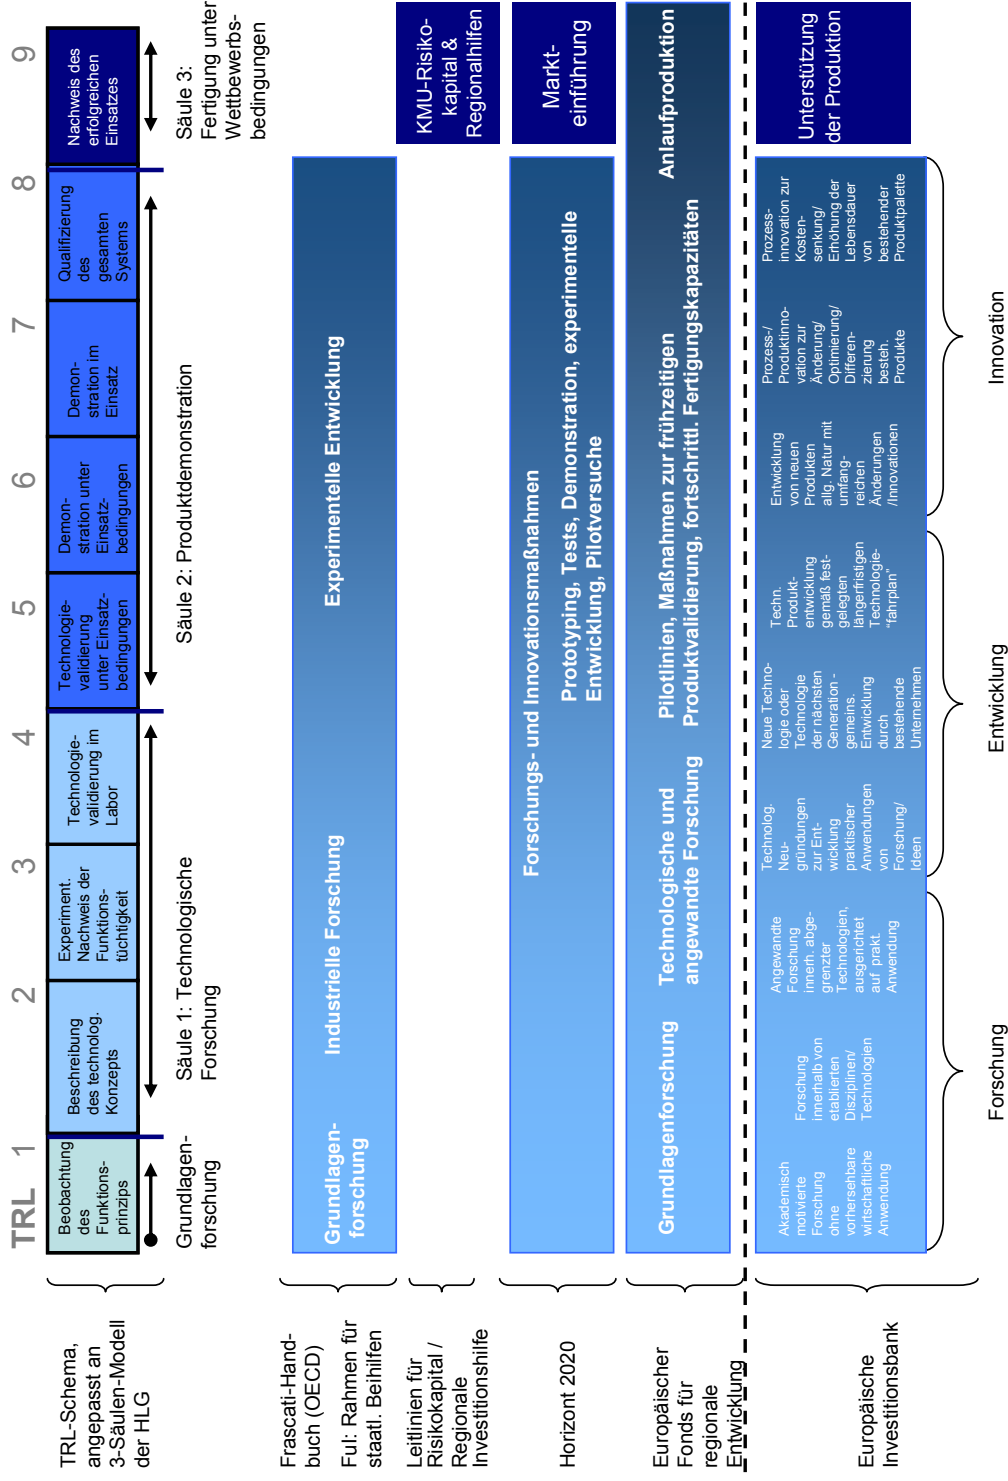 TRL
1
2
3
4
5
6
7
8
9
TRL-Schema,
angepasst an
3-Säulen-Modell
der HLG
Beobachtung
des
Funktions-
prinzips
Beschreibung
des technolog.
Konzepts
Experiment.
Nachweis der
Funktions-
tüchtigkeit
Technologie-
validierung im
Labor
Technologie-
validierung
unter Einsatz-
bedingungen
Demon-
stration unter
Einsatz-
bedingungen
Demon-
stration im
Einsatz
Qualifizierung
des
gesamten
Systems
Nachweis des
erfolgreichen
Einsatzes
Grundlagen-
forschung
Säule 1: Technologische
Forschung
Säule 2: Produktdemonstration
Säule 3:
Fertigung unter
Wettbewerbs-
bedingungen
Frascati-Hand-
buch (OECD)
FuI: Rahmen für
staatl. Beihilfen
Grundlagen-
forschung
Industrielle Forschung
Experimentelle Entwicklung
Leitlinien für
Risikokapital /
Regionale
Investitionshilfe
KMU-Risiko-
kapital &
Regionalhilfen
Horizont 2020
Forschungs- und Innovationsmaßnahmen
Prototyping, Tests, Demonstration, experimentelle
Entwicklung, Pilotversuche
Markt-
einführung
Europäischer
Fonds für
regionale
Entwicklung
Grundlagenforschung
Technologische und
angewandte Forschung
Pilotlinien, Maßnahmen zur frühzeitigen
Produktvalidierung, fortschrittl. Fertigungskapazitäten
Anlaufproduktion
Europäische
Investitionsbank
Akademisch
motivierte
Forschung
ohne
vorhersehbare
wirtschaftliche
Anwendung
Forschung
innerhalb von
etablierten
Disziplinen/
Technologien
Angewandte
Forschung
innerh. abge-
grenzter
Technologien,
ausgerichtet
auf prakt.
Anwendung
Technolog.
Neu-
gründungen
zur Ent-
wicklung
praktischer
Anwendungen
von
Forschung/
Ideen
Neue Techno-
logie oder
Technologie
der nächsten
Generation -
gemeins.
Entwicklung
durch
bestehende
Unternehmen
Techn.
Produkt-
entwicklung
gemäß fest-
gelegten
längerfristigen
Technologie-
“fahrplan”
Entwicklung
von neuen
Produkten
allg. Natur mit
umfang-
reichen
Änderungen
/Innovationen
Prozess-/
Produktinno-
vation zur
Änderung/
Optimierung/
Differen-
zierung
besteh.
Produkte
Prozess-
innovation zur
Kosten-
senkung/
Erhöhung der
Lebensdauer
von
bestehender
Produktpalette
Unterstützung
der Produktion
Forschung
Entwicklung
Innovation